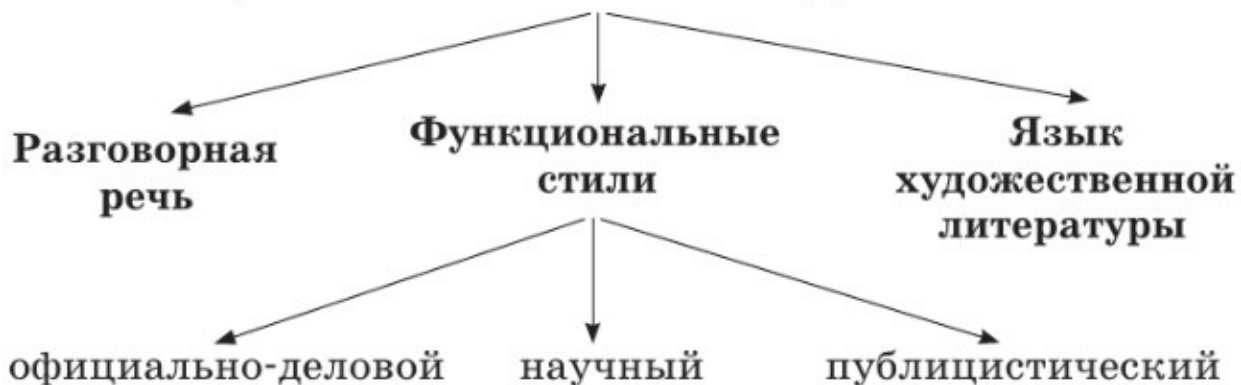 Разговорная
речь
Функциональные
стили
Язык
художественной
литературы
официально-деловой
научный
публицистический